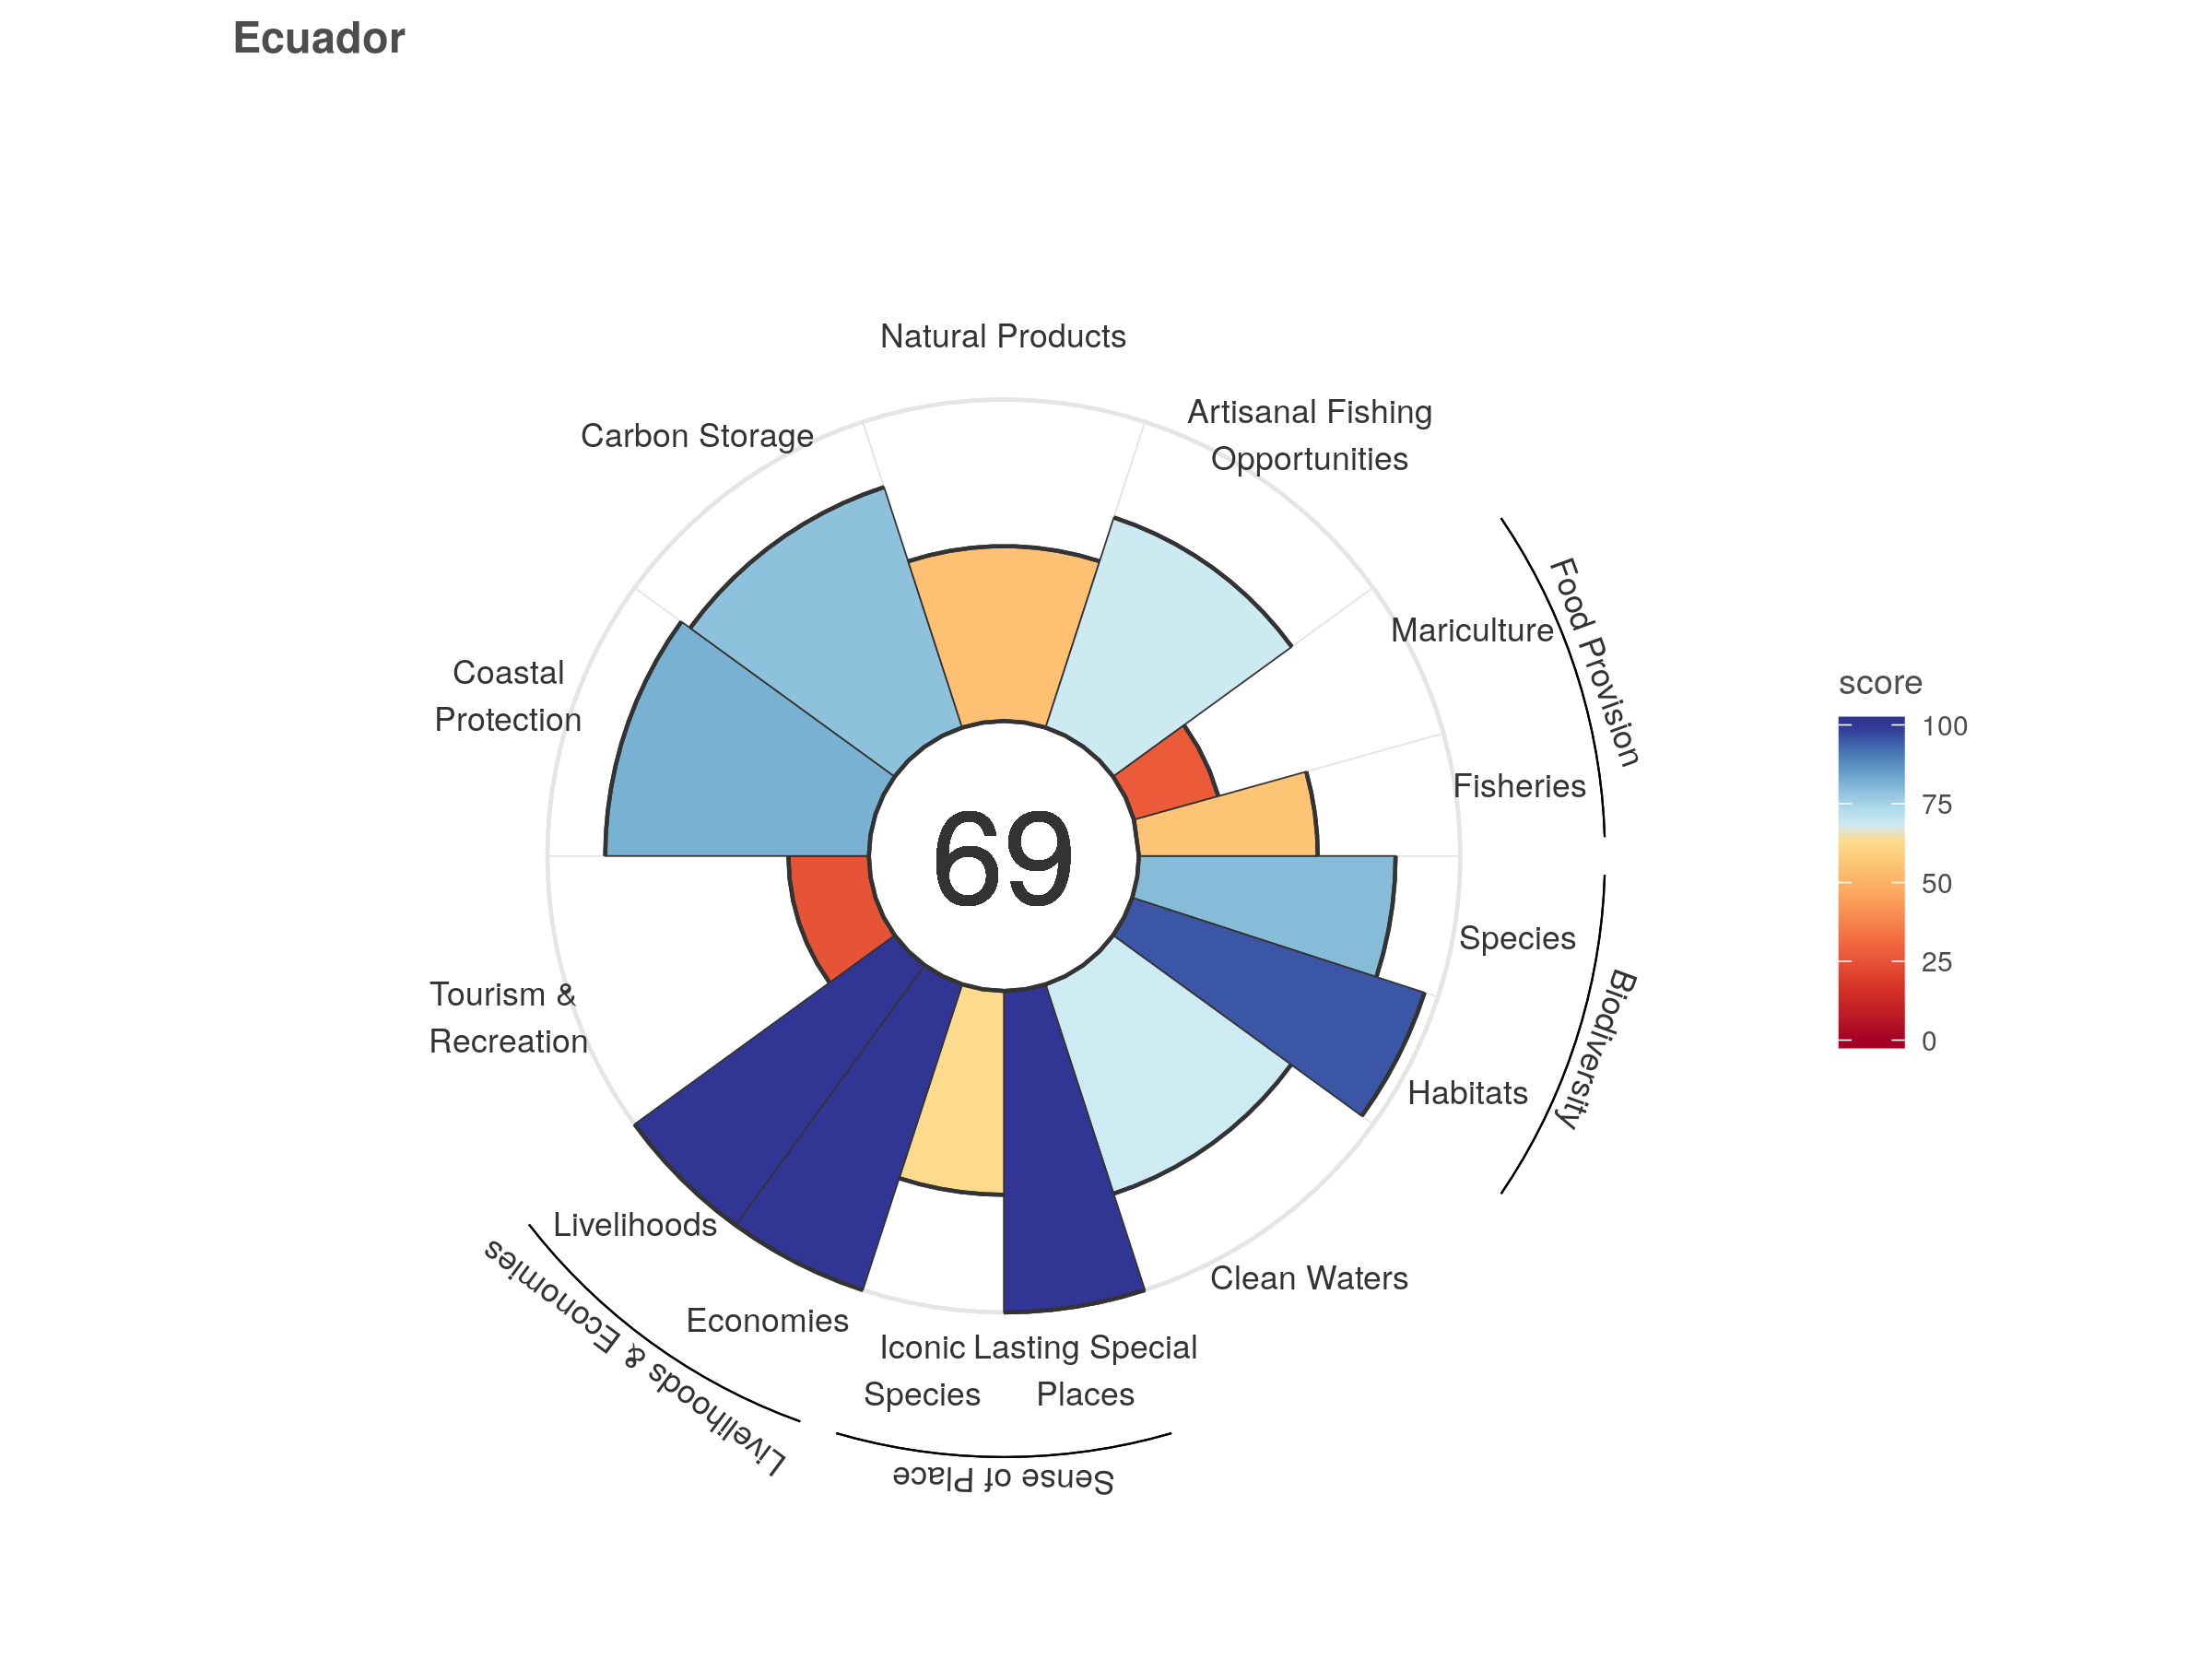 Ecuador
Natural Products
Artisanal Fishing
Opportunities
Carbon Storage
Mariculture
Food Provision
Coastal
Protection
Fisheries
69
Species
Biodiversity
Habitats
Tourism &
Recreation
Livelihoods
Clean Waters
Economies
Iconic
Species
Lasting Special
Places
Livelihoods & Economies
Sense of Place
score
100
75
50
25
0